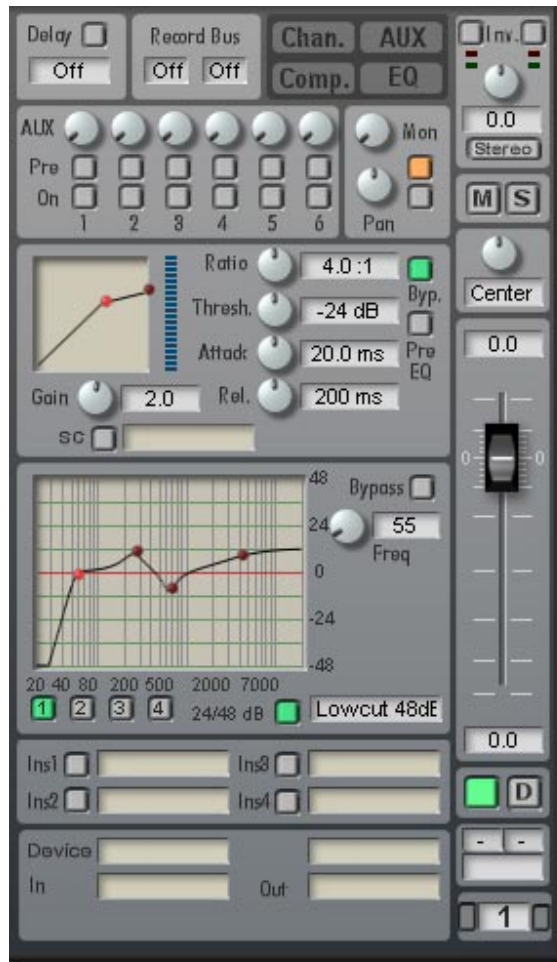 Delay
Off
Record Bus
Off Off
Chan. AUX
Comp. EQ
Inv.
0.0
Stereo
AUX
Pre
On
1 2 3 4 5 6
Mon
Pan
M S
Center
Ratio 4.0 :1
Thresh. -24 dB
Attack 20.0 ms
Rel. 200 ms
Byp.
Pre
EQ
Gain 2.0
SC
0.0
0 0
48
24
0
-24
-48
Bypass
55
Freq
20 40 80 200 500 2000 7000
1 2 3 4
24/48 dB
Lowcut 48dE
0.0
Ins1 Ins3
Ins2 Ins4
D
Device
In Out
- -
1